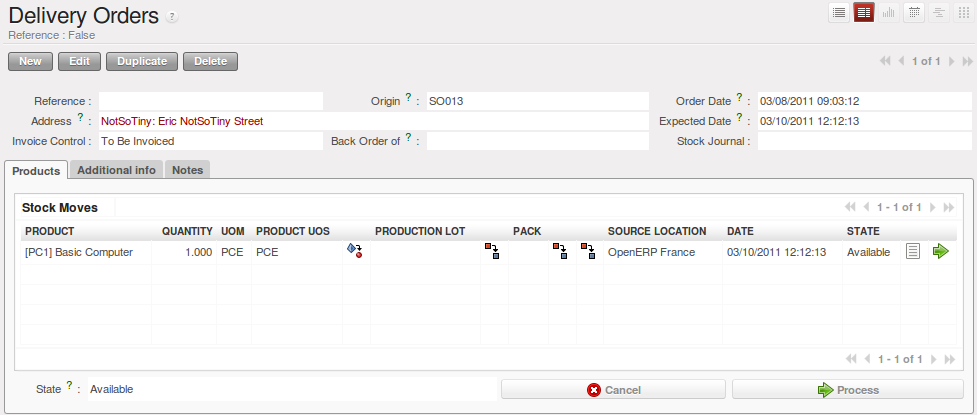 Delivery Orders ?
Reference : False
New Edit Duplicate Delete 1 of 1
Reference : Origin ? : SO013 Order Date ? : 03/08/2011 09:03:12
Address ? : NotSoTiny: Eric NotSoTiny Street Expected Date ? : 03/10/2011 12:12:13
Invoice Control : To Be Invoiced Back Order of ? : Stock Journal :
Products Additional info Notes
Stock Moves 1 - 1 of 1
PRODUCT QUANTITY UOM PRODUCT UOS PRODUCTION LOT PACK SOURCE LOCATION DATE STATE
[PC1] Basic Computer 1.000 PCE PCE OpenERP France 03/10/2011 12:12:13 Available
1 - 1 of 1
State ? : Available Cancel Process